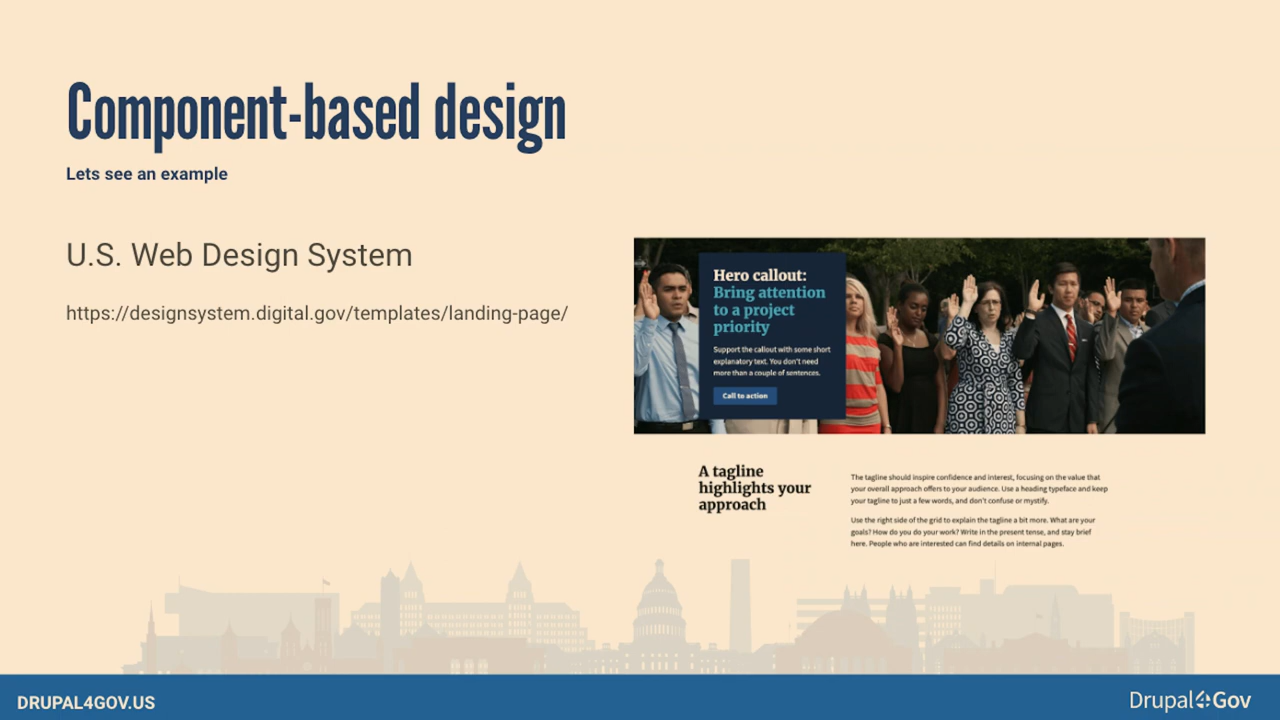 Component-based design
Lets see an example
U.S. Web Design System
https://designsystem.digital.gov/templates/landing-page/
Hero callout:
Bring attention
to a project
priority
Support the callout with some short
explanatory text. You don't need
more than a couple of sentences.
Call to action
A tagline
highlights your
approach
The tagline should inspire confidence and interest, focusing on the value that
your overall approach offers to your audience. Use a heading typeface and keep
your tagline to just a few words, and don't confuse or mystify.
Use the right side of the grid to explain the tagline a bit more. What are your
goals? How do you do your work? Write in the present tense, and stay brief
here. People who are interested can find details on internal pages.
DRUPAL4GOV.US
Drupal4Gov